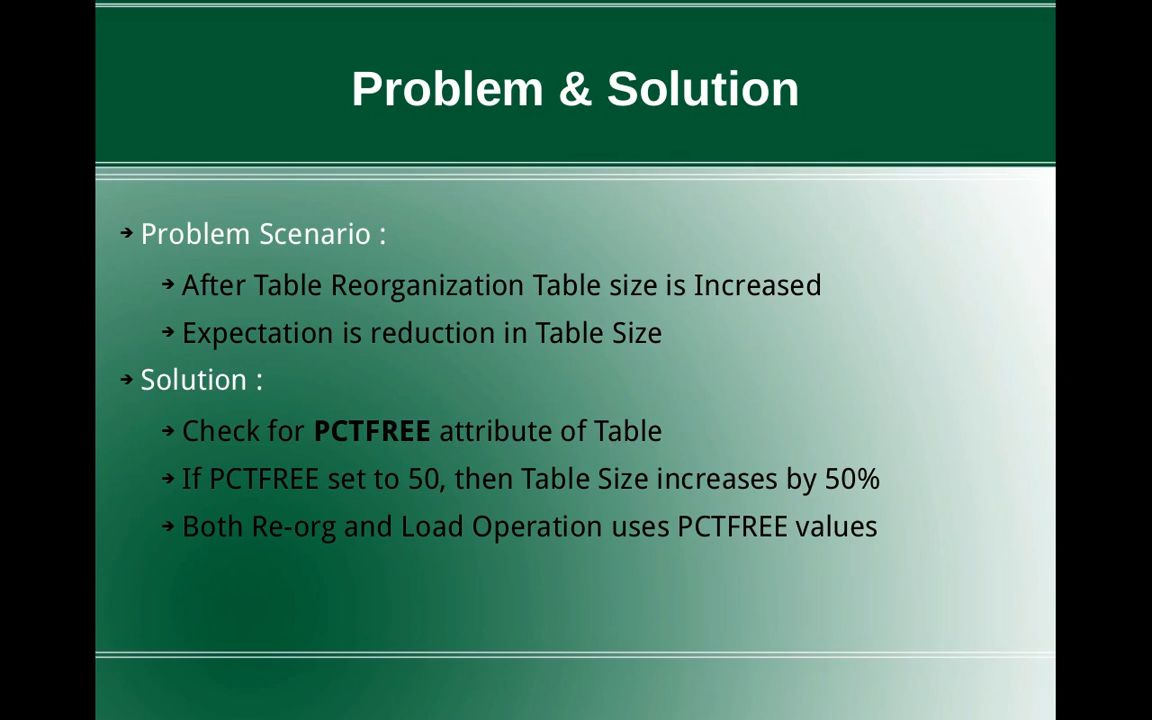 Problem & Solution
Problem Scenario :
After Table Reorganization Table size is Increased
Expectation is reduction in Table Size
Solution :
Check for PCTFREE attribute of Table
If PCTFREE set to 50, then Table Size increases by 50%
Both Re-org and Load Operation uses PCTFREE values